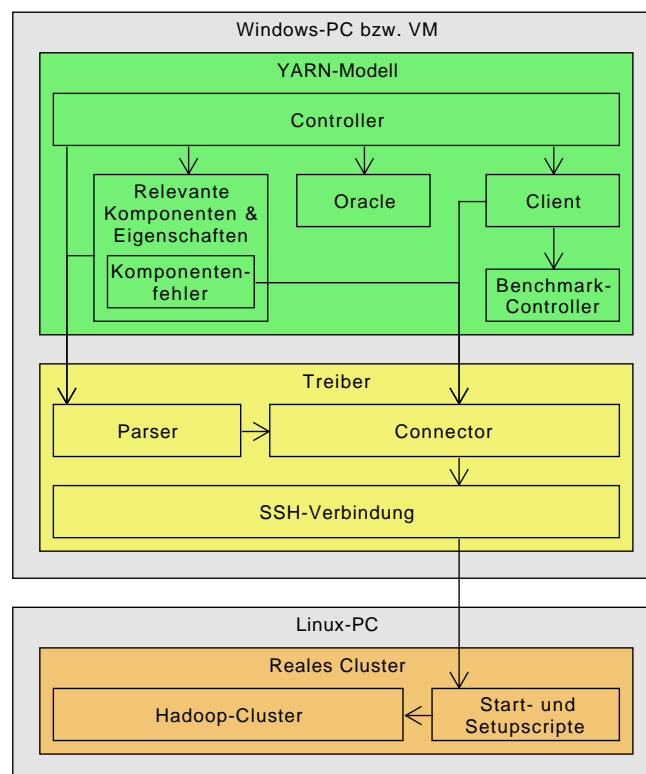 Windows-PC bzw. VM
YARN-Modell
Controller
Relevante
Komponenten &
Eigenschaften
Komponenten-
fehler
Oracle
Client
Benchmark-
Controller
Treiber
Parser
Connector
SSH-Verbindung
Linux-PC
Reales Cluster
Hadoop-Cluster
Start- und
Setupscripte